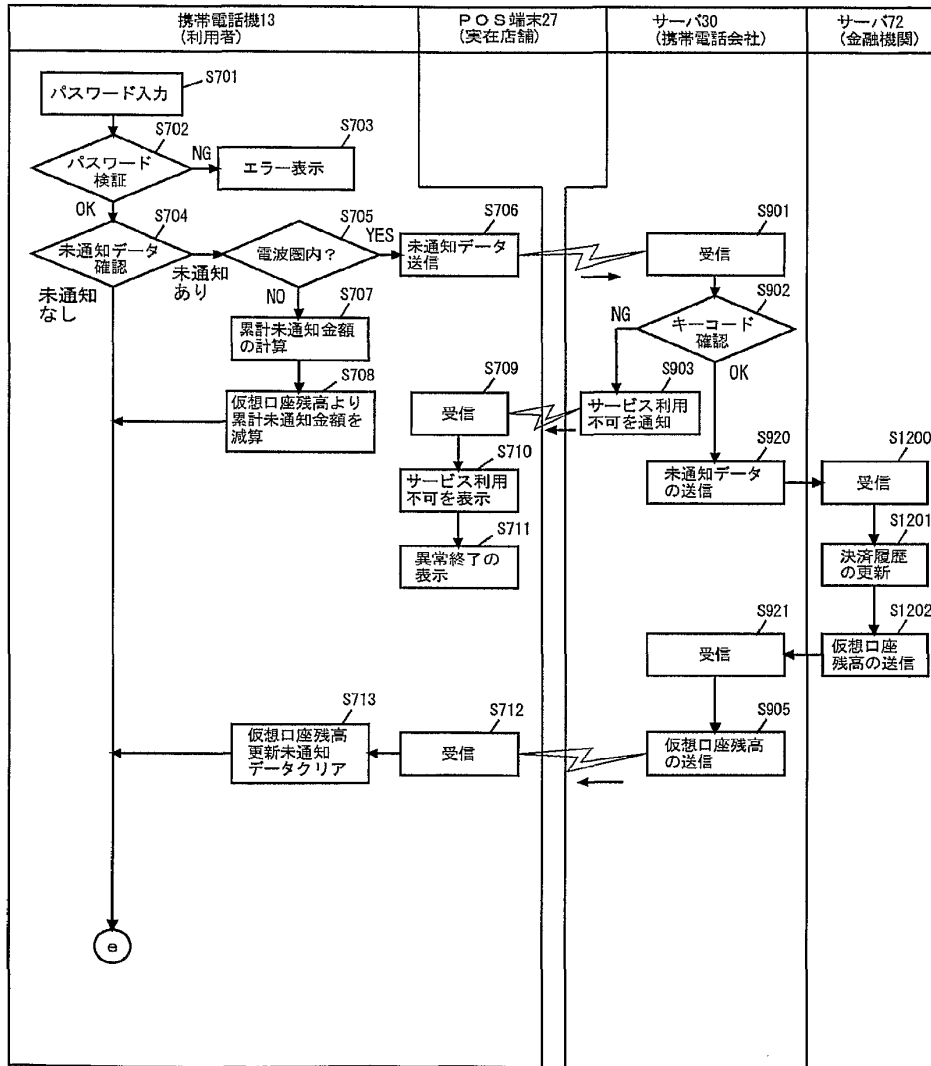 携帯電話機13
(利用者)
ＰＯＳ端末27
(実在店舗)
サーバ30
(携帯電話会社)
サーバ72
(金融機関)
S701
パスワード入力
S702
パスワード
検証
NG
S703
エラー表示
OK
S704
未通知データ
確認
未通知
あり
未通知
なし
S705
電波圏内?
YES
NO
S706
未通知データ
送信
S901
受信
S902
キーコード
確認
NG
OK
S707
累計未通知金額
の計算
S708
仮想口座残高より
累計未通知金額を
減算
S709
受信
S903
サービス利用
不可を通知
S710
サービス利用
不可を表示
S711
異常終了の
表示
S920
未通知データ
の送信
S1200
受信
S1201
決済履歴
の更新
S1202
仮想口座
残高の送信
S921
受信
S905
仮想口座残高
の送信
S712
受信
S713
仮想口座残高
更新未通知
データクリア
e